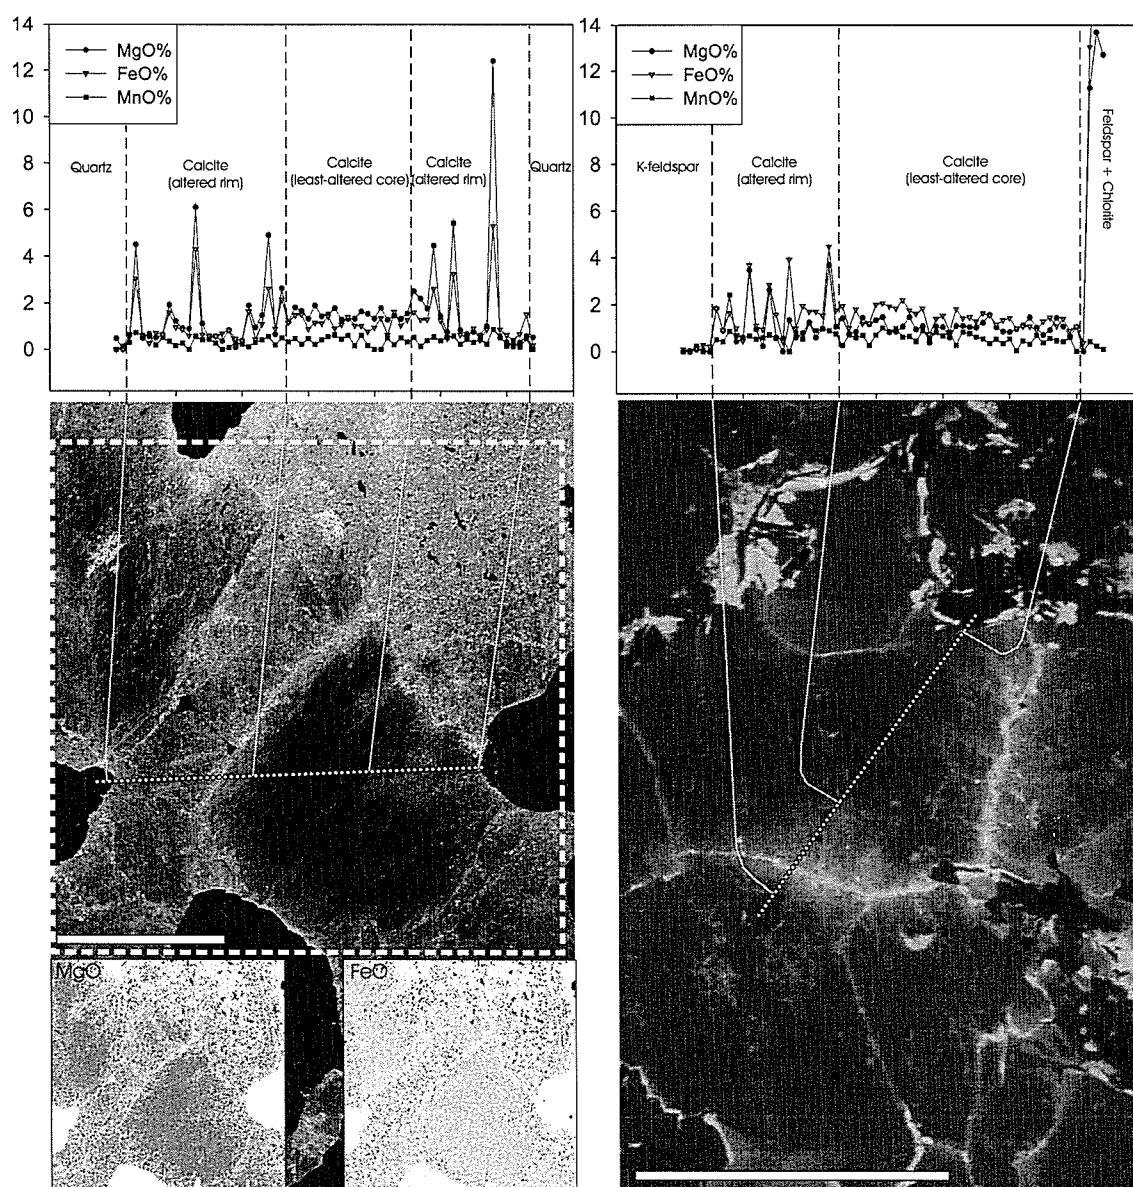 14
12
10
8
6
4
2
0
MgO%
FeO%
MnO%
Quartz
Calcite
(altered rim)
Calcite
(least-altered core)
Calcite
(altered rim)
Quartz
14
12
10
8
6
4
2
0
MgO%
FeO%
MnO%
K-feldspar
Calcite
(altered rim)
Calcite
(least-altered core)
Feldspar + Chlorite
MgO
FeO